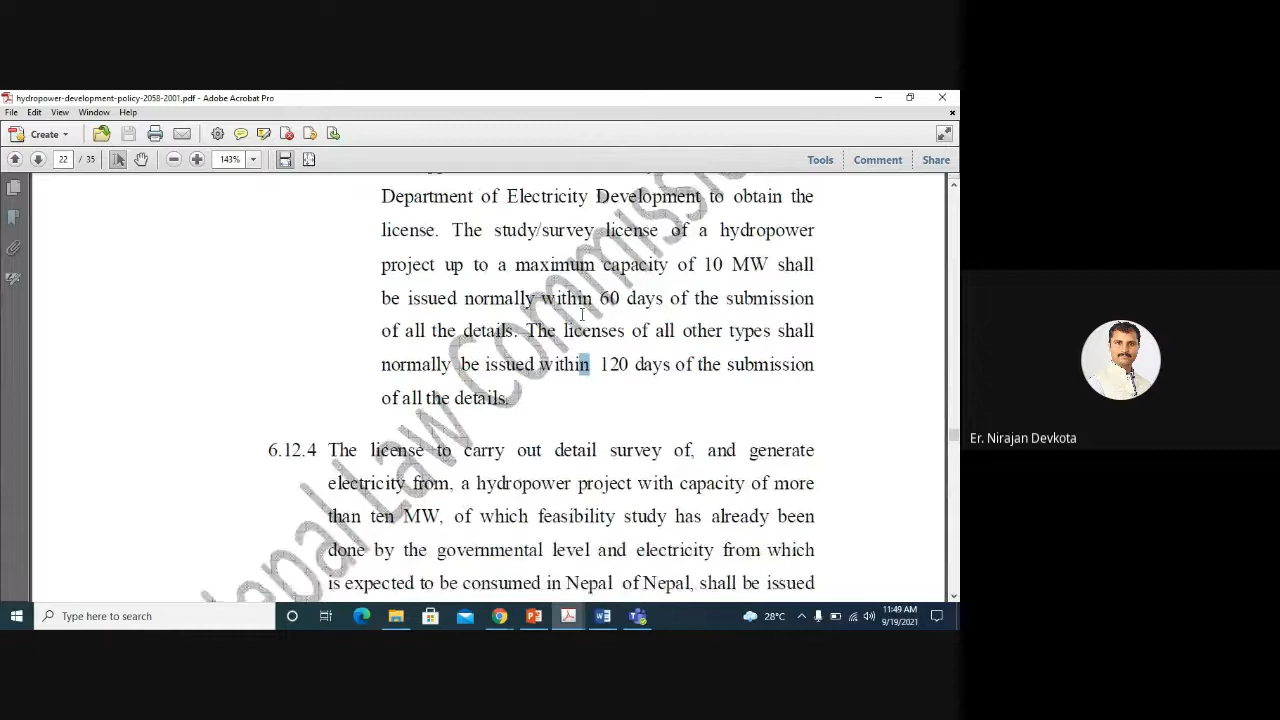 hydropower-development-policy-2058-2001.pdf - Adobe Acrobat Pro
File Edit View Window Help
Create
22 / 35 143% Tools Comment Share
Department of Electricity Development to obtain the
license. The study/survey license of a hydropower
project up to a maximum capacity of 10 MW shall
be issued normally within 60 days of the submission
of all the details. The licenses of all other types shall
normally be issued within 120 days of the submission
of all the details.
6.12.4 The license to carry out detail survey of, and generate
electricity from, a hydropower project with capacity of more
than ten MW, of which feasibility study has already been
done by the governmental level and electricity from which
is expected to be consumed in Nepal of Nepal, shall be issued
Nepal Law Commission
Er. Nirajan Devkota
Type here to search
28°C
11:49 AM
9/19/2021